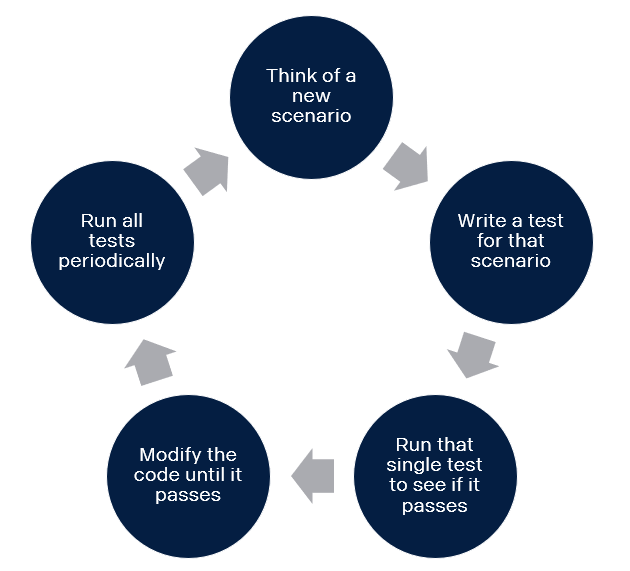 Think of a
new
scenario
Write a test
for that
scenario
Run that
single test
to see if it
passes
Modify the
code until it
passes
Run all
tests
periodically